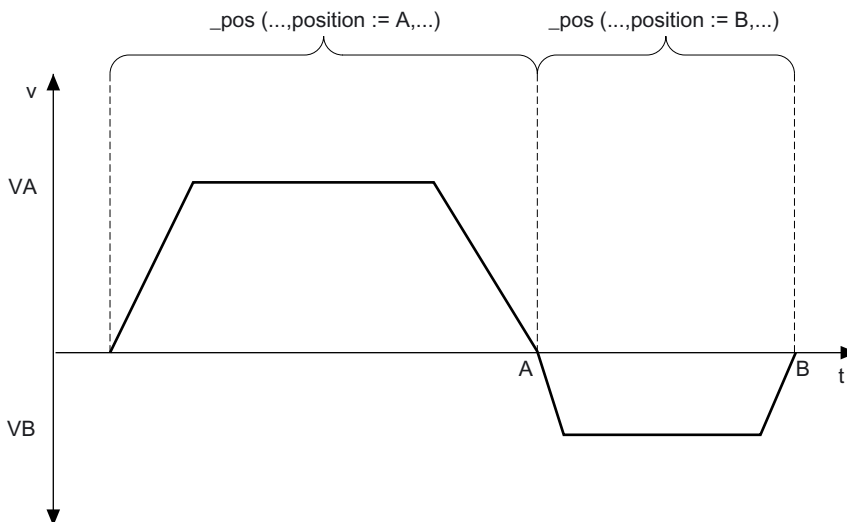 _pos (...,position := A,...)
_pos (...,position := B,...)
v
VA
A
B
t
VB